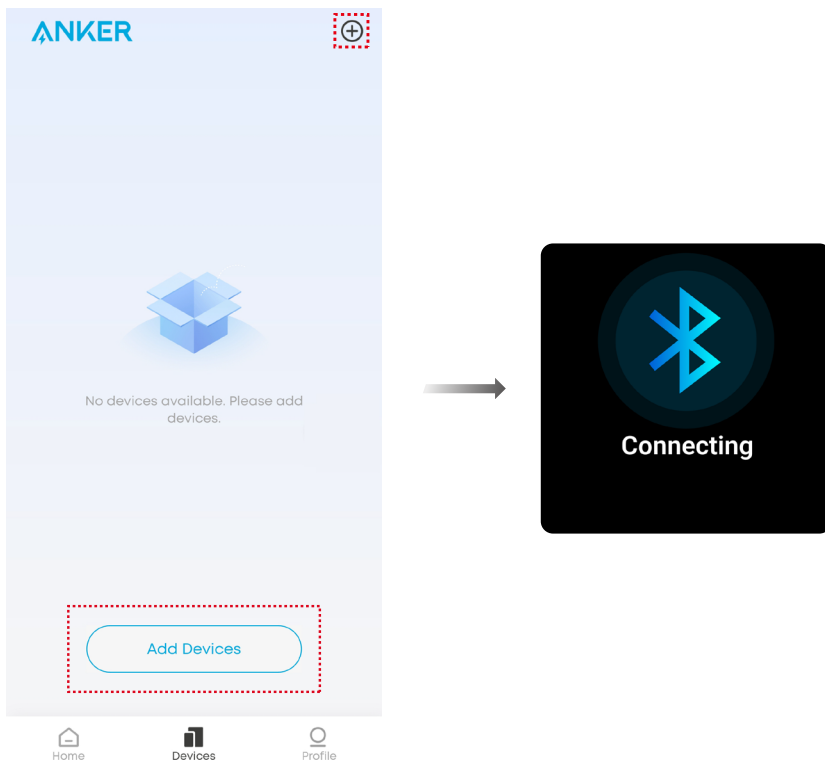 ANKER
No devices available. Please add
devices.
Add Devices
Home
Devices
Profile
Connecting